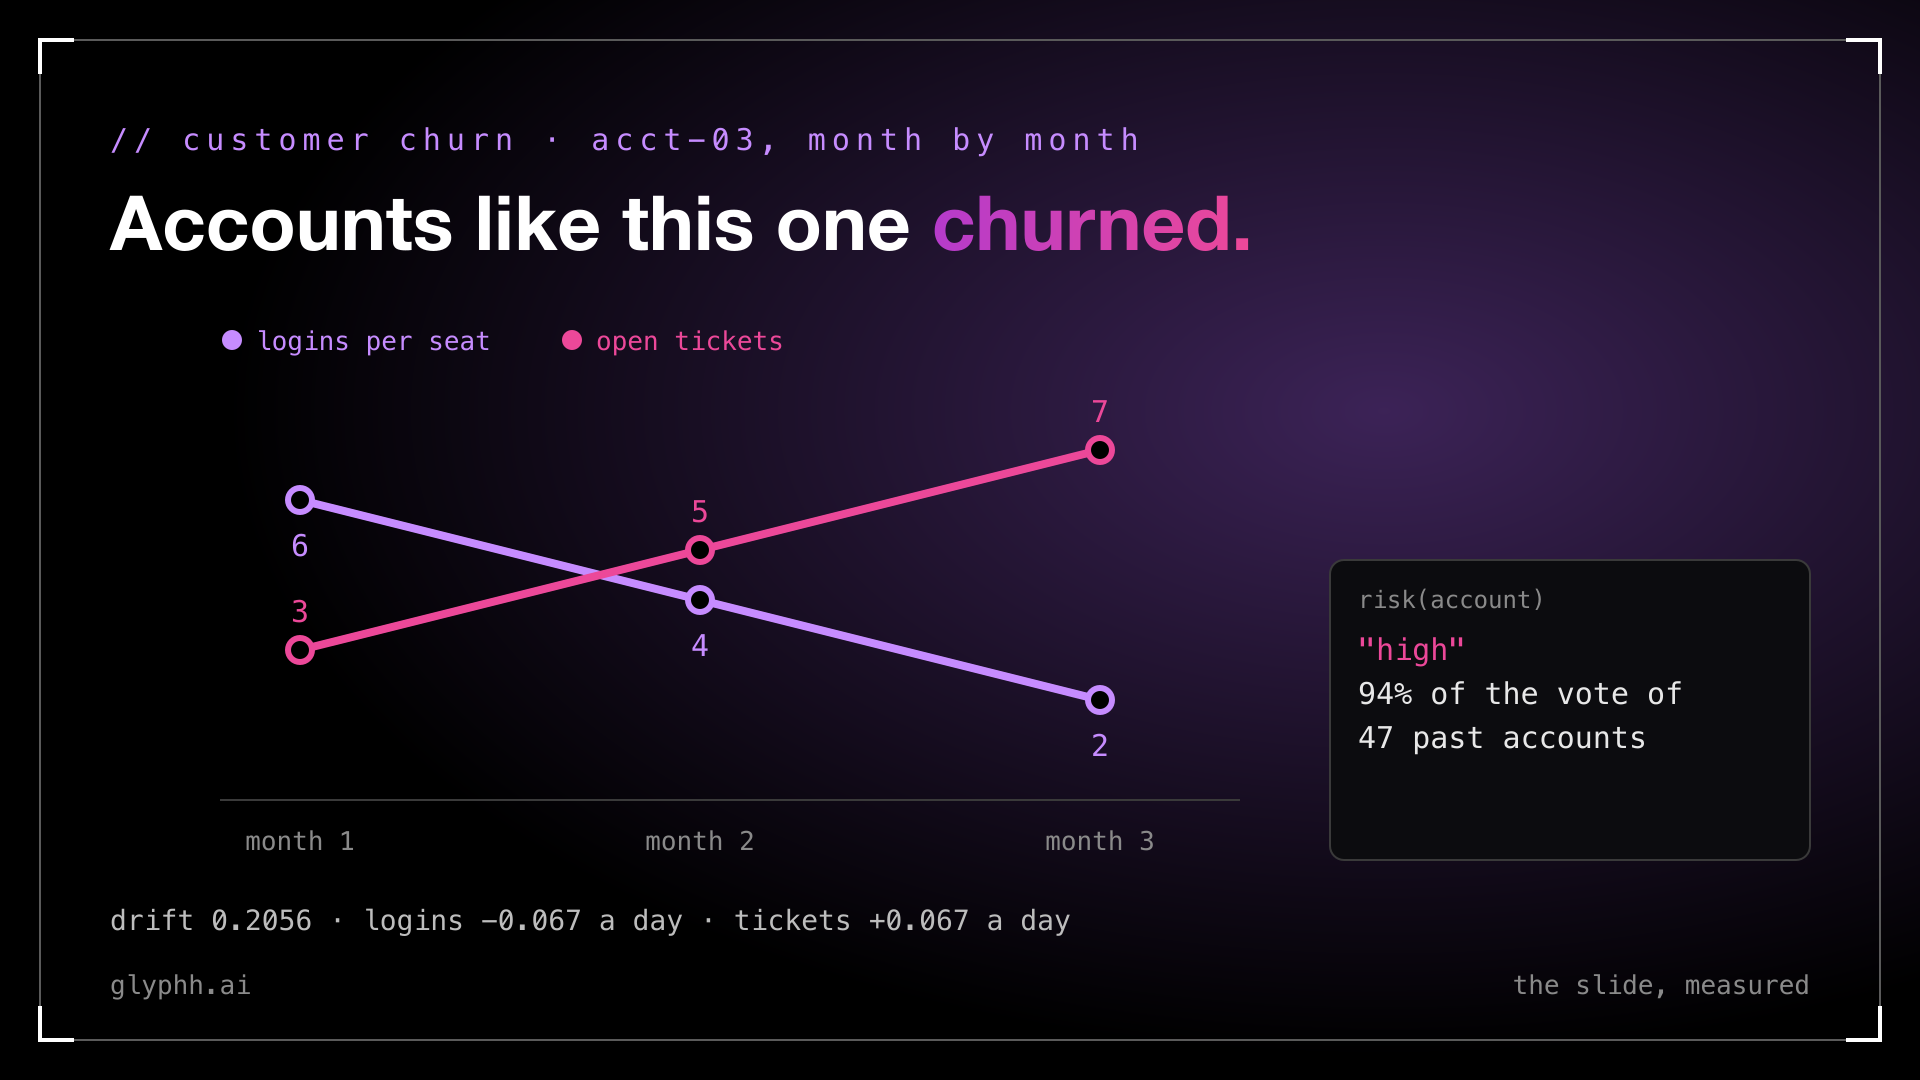 // customer churn · acct−03, month by month
Accounts like this one churned.
logins per seat
open tickets
7
5
6
3
4
2
risk(account)
"high"
94% of the vote of
47 past accounts
month 1
month 2
month 3
drift 0.2056 · logins −0.067 a day · tickets +0.067 a day
glyphh.ai
the slide, measured